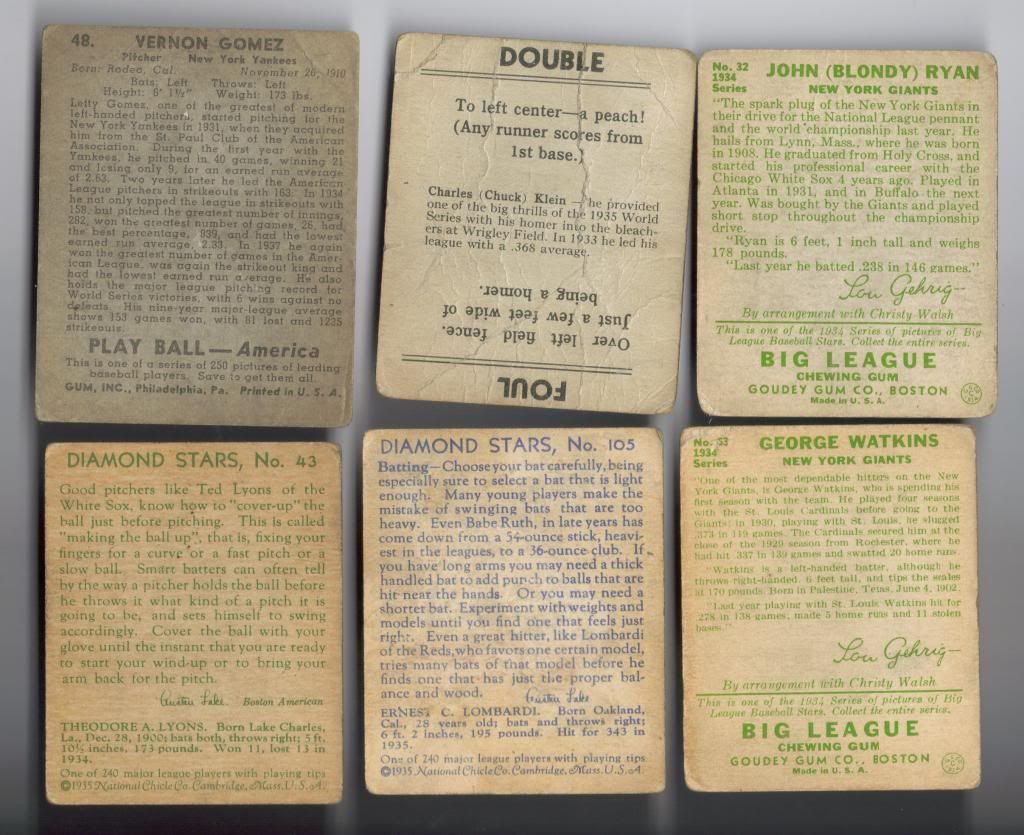 48. VERNON GOMEZ
Pitcher New York Yankees
Born: Rodeo, Cal. November 26, 1910
Bats: Left Throws: Left
Height: 6' 1½" Weight: 173 lbs.
Lefty Gomez, one of the greatest of modern
left-handed pitchers, started pitching for the
New York Yankees in 1931, when they acquired
him from the St. Paul Club of the American
Association. During the first year with the
Yankees, he pitched in 40 games, winning 21
and losing only 9, for an earned run average
of 2.63. Two years later he led the American
League pitchers in strikeouts with 163. In 1934
he not only topped the league in strikeouts with
158, but pitched the greatest number of innings,
282, won the greatest number of games, 26, had
the best percentage, .839, and had the lowest
earned run average, 2.33. In 1937 he again
won the greatest number of games in the Amer-
ican League, was again the strikeout king and
had the lowest earned run average. He also
holds the major league pitching record for
World Series victories, with 6 wins against no
defeats. His nine-year major-league average
shows 153 games won, with 81 lost and 1235
strikeouts.
PLAY BALL—America
This is one of a series of 250 pictures of leading
baseball players. Save to get them all.
GUM, INC., Philadelphia, Pa. Printed in U. S. A.
DOUBLE
To left center—a peach!
(Any runner scores from
1st base.)
Charles (Chuck) Klein — he provided
one of the big thrills of the 1935 World
Series with his homer into the bleach-
ers at Wrigley Field. In 1933 he led his
league with a .368 average.
FOUL
Over left field fence.
Just a few feet wide of
being a homer.
No. 32
1934
Series
JOHN (BLONDY) RYAN
NEW YORK GIANTS
"The spark plug of the New York Giants in
their drive for the National League pennant
and the world championship last year. He
hails from Lynn, Mass., where he was born
in 1908. He graduated from Holy Cross, and
started his professional career with the
Chicago White Sox 4 years ago. Played in
Atlanta in 1931, and in Buffalo the next
year. Was bought by the Giants and played
short stop throughout the championship
drive.
"Ryan is 6 feet, 1 inch tall and weighs
178 pounds.
"Last year he batted .238 in 146 games."
Lou Gehrig—
By arrangement with Christy Walsh
This is one of the 1934 Series of pictures of Big
League Baseball Stars. Collect the entire series.
BIG LEAGUE
CHEWING GUM
GOUDEY GUM CO., BOSTON
Made in U. S. A.
DIAMOND STARS, No. 43
Good pitchers like Ted Lyons of the
White Sox, know how to "cover-up" the
ball just before pitching. This is called
"making the ball up", that is, fixing your
fingers for a curve or a fast pitch or a
slow ball. Smart batters can often tell
by the way a pitcher holds the ball before
he throws it what kind of a pitch it is
going to be, and sets himself to swing
accordingly. Cover the ball with your
glove until the instant that you are ready
to start your wind-up or to bring your
arm back for the pitch.
Austen Lake Boston American
THEODORE A. LYONS. Born Lake Charles,
La., Dec. 28, 1900; bats both, throws right; 5 ft.
10½ inches, 173 pounds. Won 11, lost 13 in
1934.
One of 240 major league players with playing tips
©1935 National Chicle Co. Cambridge, Mass. U.S.A.
DIAMOND STARS, No. 105
Batting—Choose your bat carefully, being
especially sure to select a bat that is light
enough. Many young players make the
mistake of swinging bats that are too
heavy. Even Babe Ruth, in late years has
come down from a 54-ounce stick, heavi-
est in the leagues, to a 36-ounce club. If
you have long arms you may need a thick
handled bat to add punch to balls that are
hit near the hands. Or you may need a
shorter bat. Experiment with weights and
models until you find one that feels just
right. Even a great hitter, like Lombardi
of the Reds, who favors one certain model,
tries many bats of that model before he
finds one that has just the proper bal-
ance and wood. Austen Lake
ERNEST C. LOMBARDI. Born Oakland,
Cal., 28 years old; bats and throws right;
6 ft. 2 inches, 195 pounds. Hit for 343 in
1935.
One of 240 major league players with playing tips
©1935 National Chicle Co. Cambridge, Mass. U.S.A.
No. 53
1934
Series
GEORGE WATKINS
NEW YORK GIANTS
"One of the most dependable hitters on the New
York Giants, is George Watkins, who is spending his
first season with the team. He played four seasons
with the St. Louis Cardinals before going to the
Giants; in 1930, playing with St. Louis, he slugged
.373 in 119 games. The Cardinals secured him at the
close of the 1929 season from Rochester, where he
had hit .337 in 139 games and swatted 20 home runs.
"Watkins is a left-handed batter, although he
throws right-handed. 6 feet tall, and tips the scales
at 170 pounds. Born in Palestine, Texas, June 4, 1902.
"Last year playing with St. Louis Watkins hit for
.278 in 138 games; made 5 home runs and 11 stolen
bases."
Lou Gehrig—
By arrangement with Christy Walsh
This is one of the 1934 Series of pictures of Big
League Baseball Stars. Collect the entire series.
BIG LEAGUE
CHEWING GUM
GOUDEY GUM CO., BOSTON
Made in U. S. A.